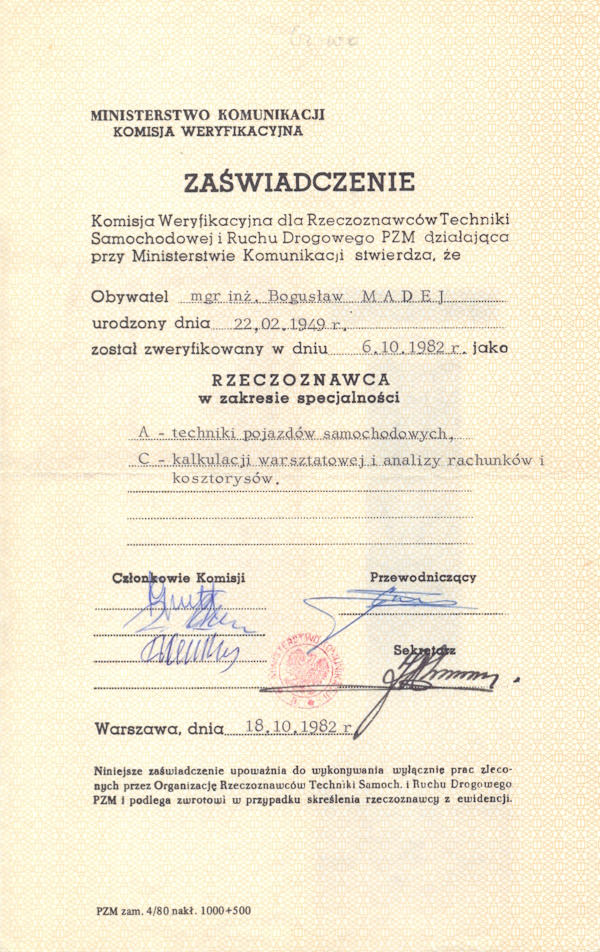 MINISTERSTWO KOMUNIKACJI
KOMISJA WERYFIKACYJNA
ZAŚWIADCZENIE
Komisja Weryfikacyjna dla Rzeczoznawców Techniki
Samochodowej i Ruchu Drogowego PZM działająca
przy Ministerstwie Komunikacji stwierdza, że
Obywatel mgr inż. Bogusław M A D E J
urodzony dnia 22.02.1949 r.
został zweryfikowany w dniu 6.10.1982 r. jako
RZECZOZNAWCA
w zakresie specjalności
A - techniki pojazdów samochodowych,
C - kalkulacji warsztatowej i analizy rachunków i
kosztorysów.
Członkowie Komisji Przewodniczący
Sekretarz
Warszawa, dnia 18.10.1982 r
Niniejsze zaświadczenie upoważnia do wykonywania wyłącznie prac zleco-
nych przez Organizację Rzeczoznawców Techniki Samoch. i Ruchu Drogowego
PZM i podlega zwrotowi w przypadku skreślenia rzeczoznawcy z ewidencji.
PZM zam. 4/80 nakł. 1000+500